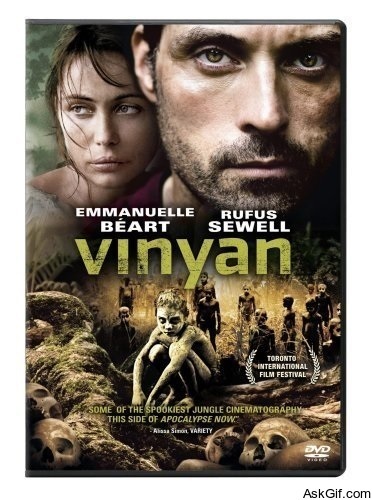 EMMANUELLE BÉART
RUFUS SEWELL
vinyan
TORONTO
INTERNATIONAL
FILM FESTIVAL
"SOME OF THE SPOOKIEST JUNGLE CINEMATOGRAPHY
THIS SIDE OF APOCALYPSE NOW."
Alissa Simon, VARIETY
DVD
VIDEO
AskGif.com